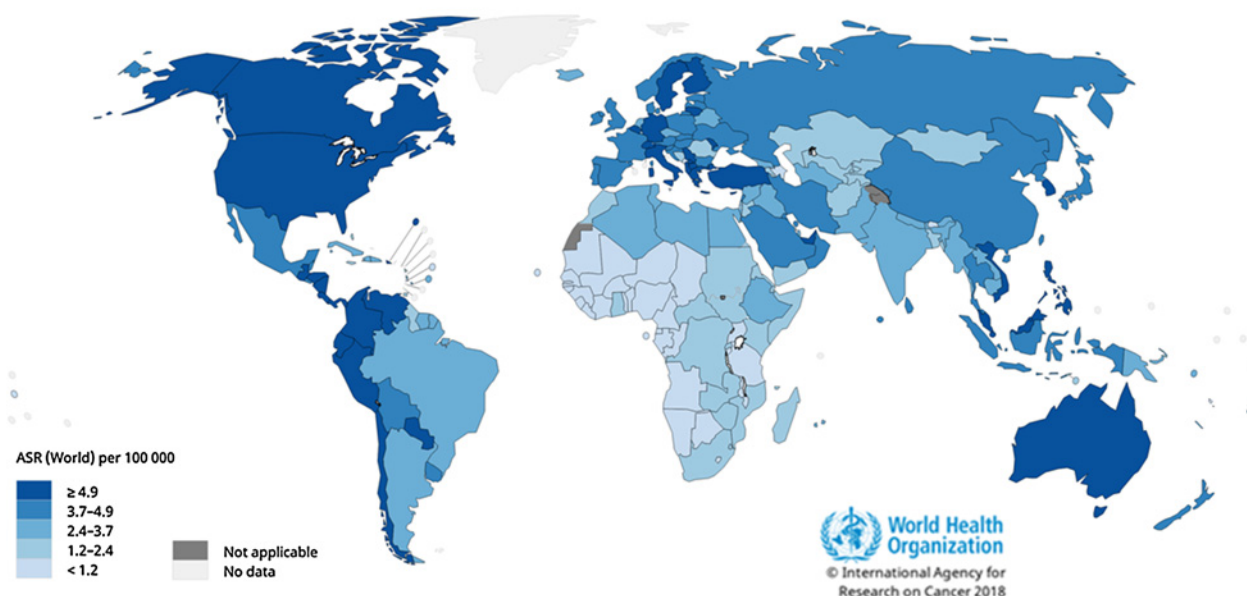 ASR (World) per 100 000
≥ 4.9
3.7–4.9
2.4–3.7
1.2–2.4
< 1.2
Not applicable
No data
World Health
Organization
© International Agency for
Research on Cancer 2018